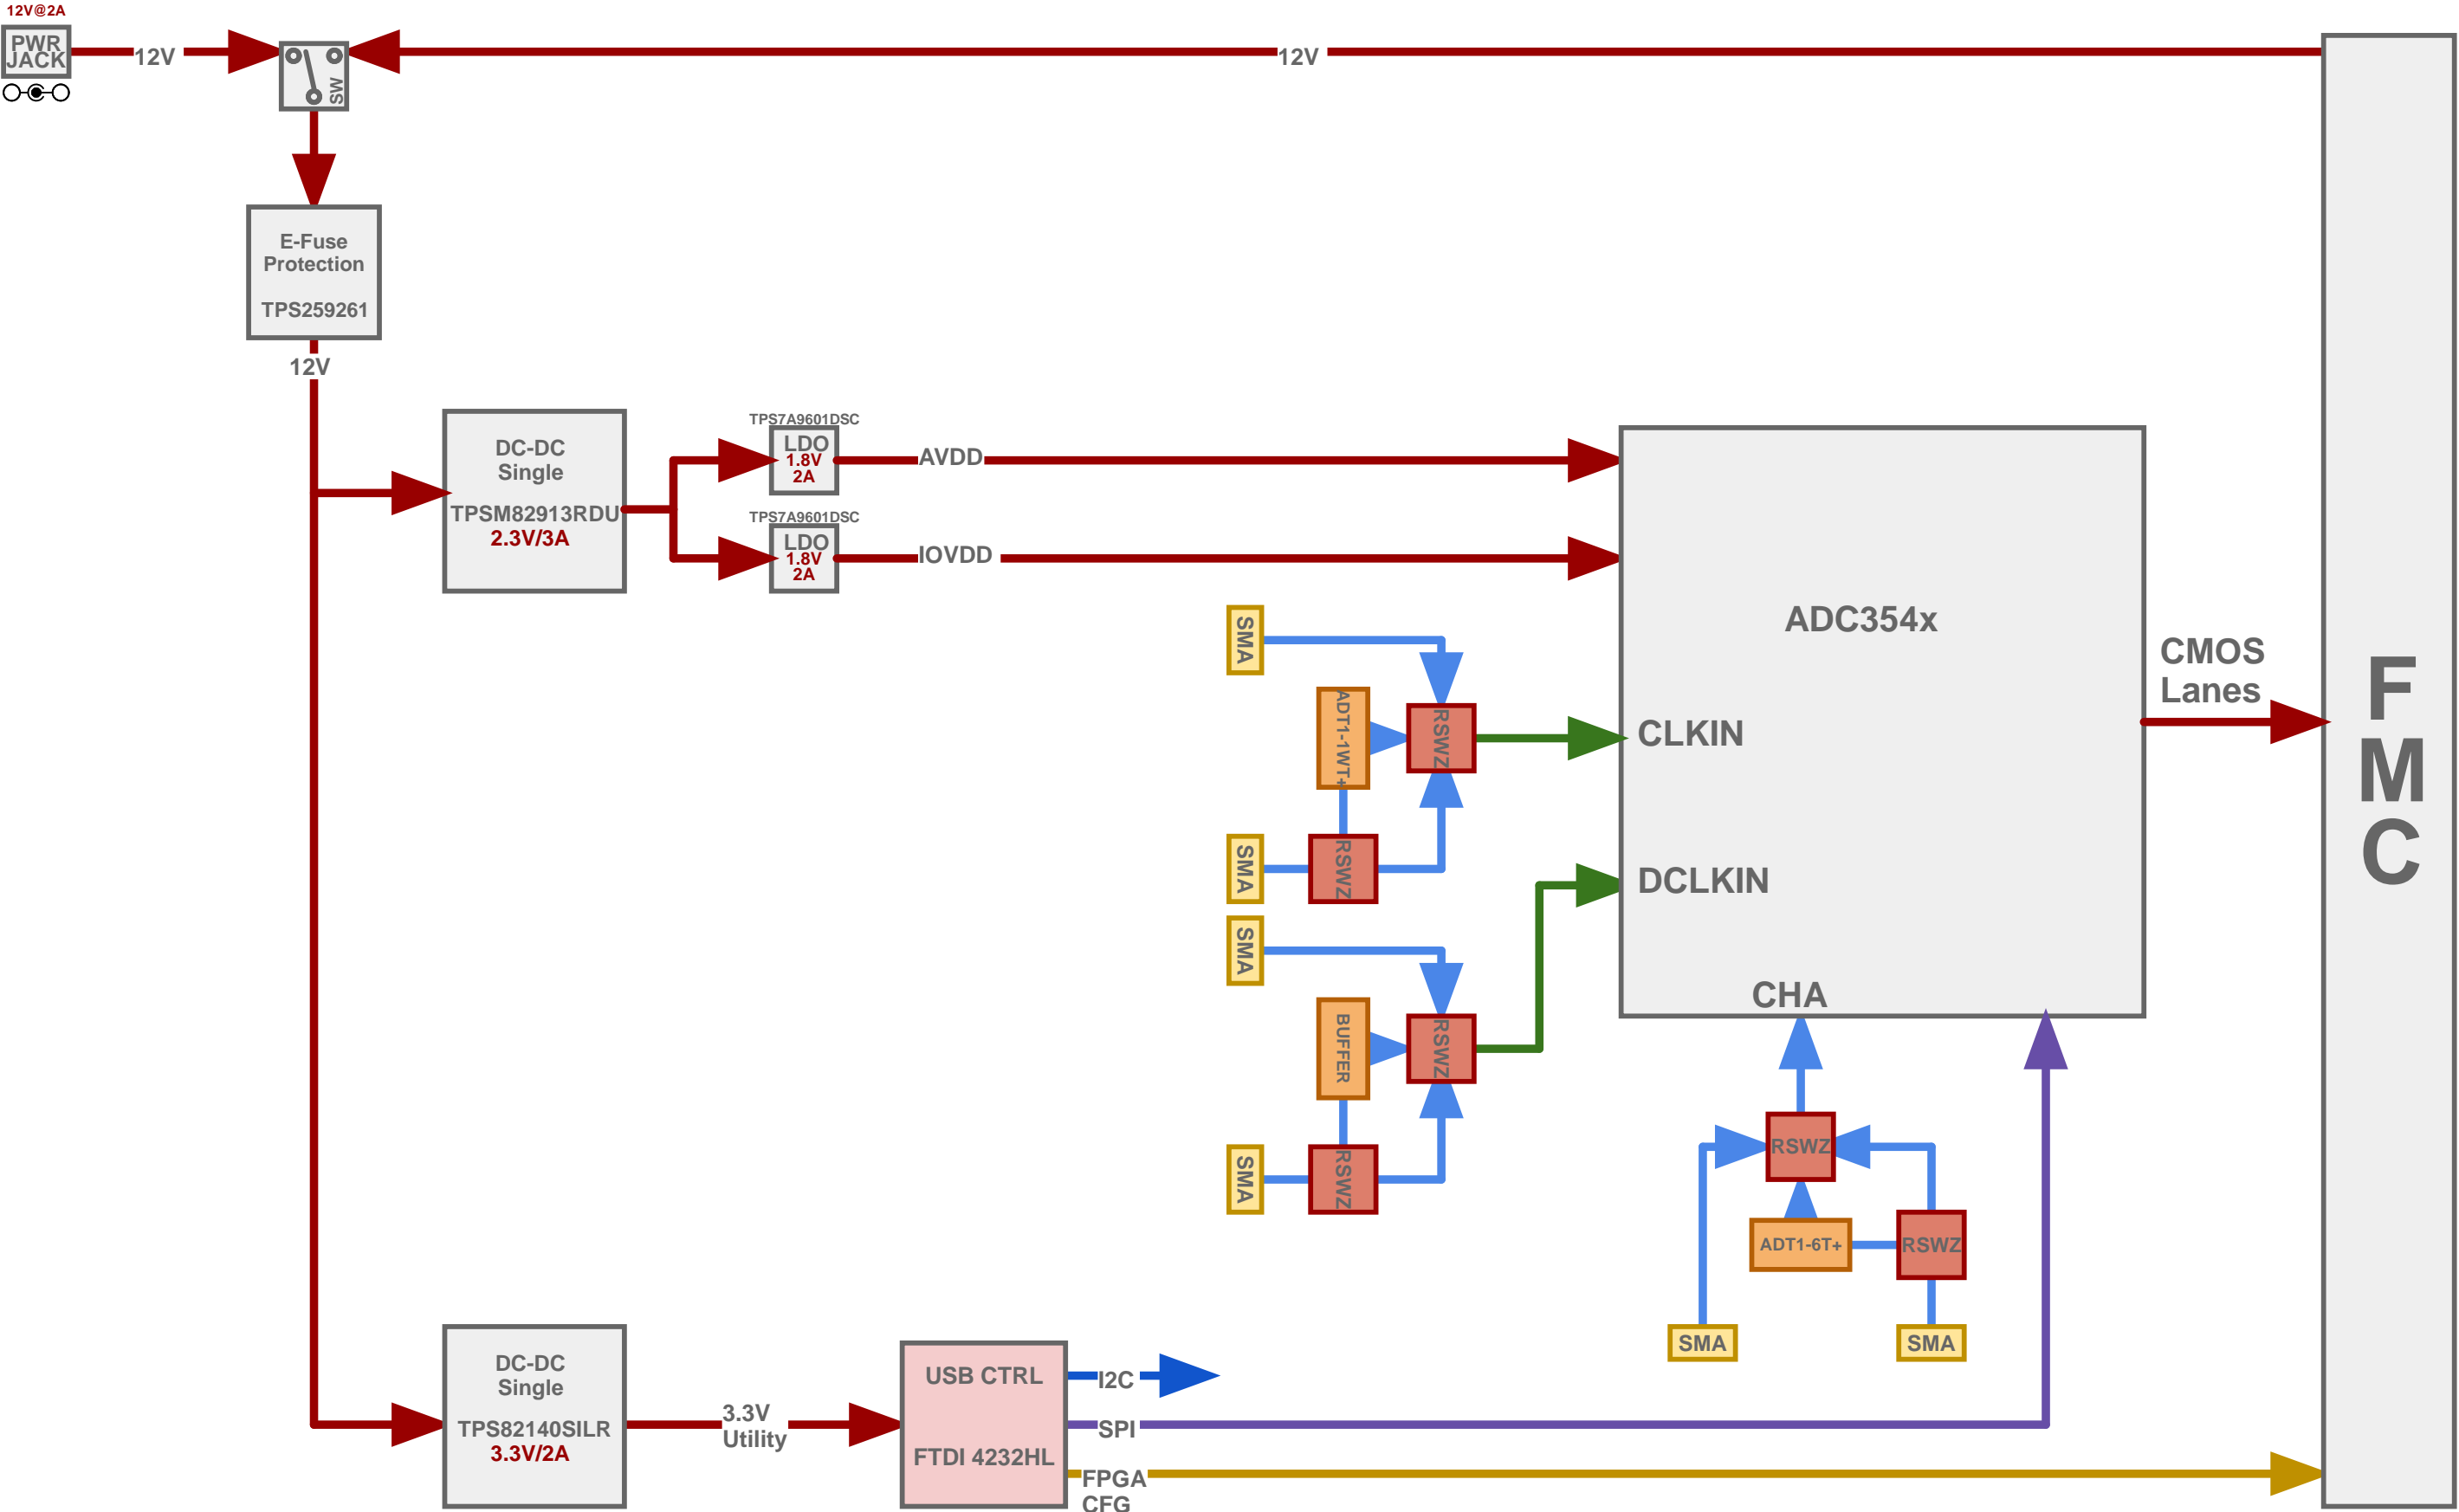 12V@2A
PWR
JACK
12V
12V
SW
E-Fuse
Protection
TPS259261
12V
DC-DC
Single
TPSM82913RDU
2.3V/3A
TPS7A9601DSC
LDO
1.8V
2A
AVDD
TPS7A9601DSC
LDO
1.8V
2A
IOVDD
ADC354x
CMOS
Lanes
F
M
C
SMA
ADT1-1WT+
RSWZ
CLKIN
SMA
RSWZ
DCLKIN
SMA
BUFFER
RSWZ
SMA
RSWZ
CHA
RSWZ
ADT1-6T+
RSWZ
SMA
SMA
DC-DC
Single
TPS82140SILR
3.3V/2A
3.3V
Utility
USB CTRL
FTDI 4232HL
I2C
SPI
FPGA
CFG